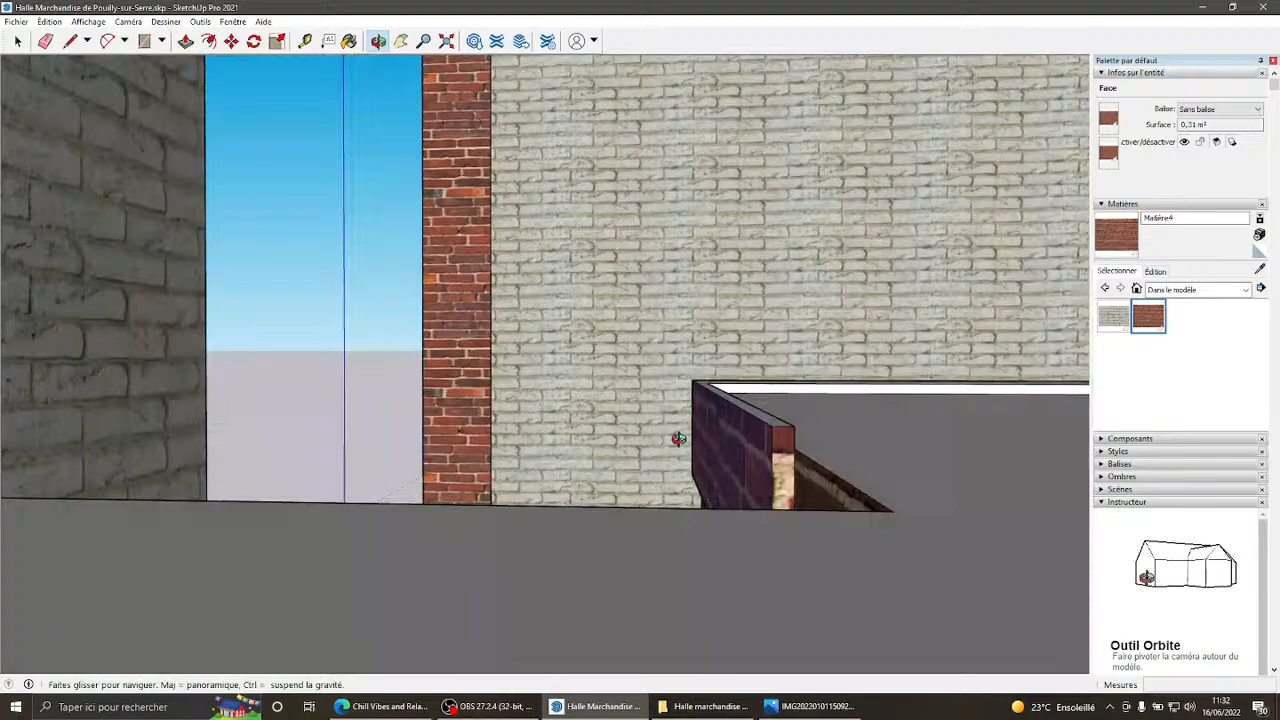 Halle Marchandise de Pouilly-sur-Serre.skp - SketchUp Pro 2021
Fichier Édition Affichage Caméra Dessiner Outils Fenêtre Aide
Palette par défaut
Infos sur l'entité
Face
Balise: Sans balise
Surface : 0,31 m²
ctiver/désactiver
Matières
Matière4
Sélectionner Édition
Dans le modèle
Composants
Styles
Balises
Ombres
Scènes
Instructeur
Outil Orbite
Faire pivoter la caméra autour du
modèle.
Faites glisser pour naviguer. Maj = panoramique, Ctrl = suspend la gravité.
Mesures
Taper ici pour rechercher
Chill Vibes and Rela...
OBS 27.2.4 (32-bit, ...
Halle Marchandise ...
Halle marchandise ...
IMG2022010115092...
23°C Ensoleillé
11:32
16/06/2022